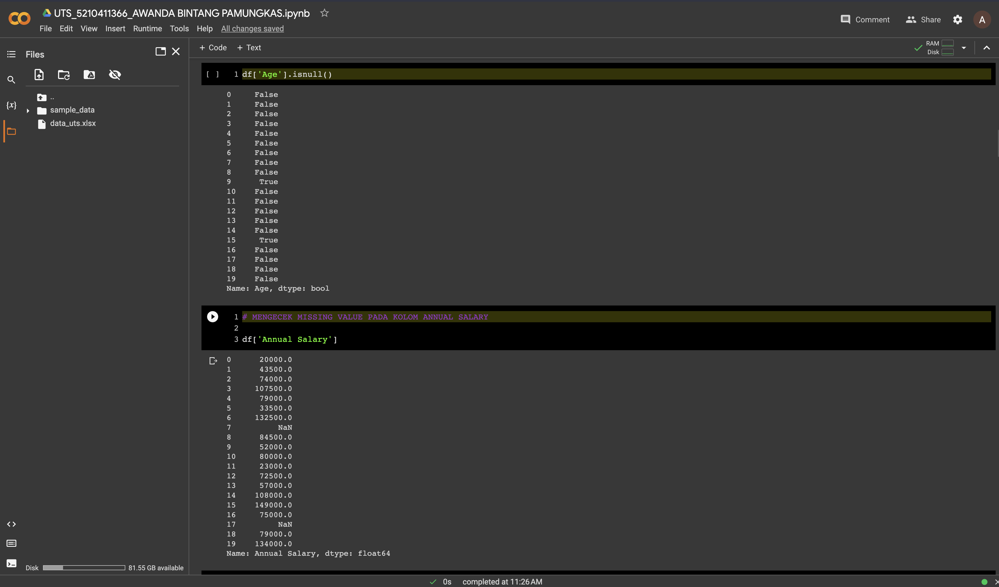 UTS_5210411366_AWANDA BINTANG PAMUNGKAS.ipynb
File Edit View Insert Runtime Tools Help All changes saved
Comment Share A
Files
+ Code + Text
RAM
Disk
..
sample_data
data_uts.xlsx
{x}
[ ] 1 df['Age'].isnull()
0 False
1 False
2 False
3 False
4 False
5 False
6 False
7 False
8 False
9 True
10 False
11 False
12 False
13 False
14 False
15 True
16 False
17 False
18 False
19 False
Name: Age, dtype: bool
1 # MENGECEK MISSING VALUE PADA KOLOM ANNUAL SALARY
2
3 df['Annual Salary']
0 20000.0
1 43500.0
2 74000.0
3 107500.0
4 79000.0
5 33500.0
6 132500.0
7 NaN
8 84500.0
9 52000.0
10 80000.0
11 23000.0
12 72500.0
13 57000.0
14 108000.0
15 149000.0
16 75000.0
17 NaN
18 79000.0
19 134000.0
Name: Annual Salary, dtype: float64
Disk 81.55 GB available
0s completed at 11:26 AM